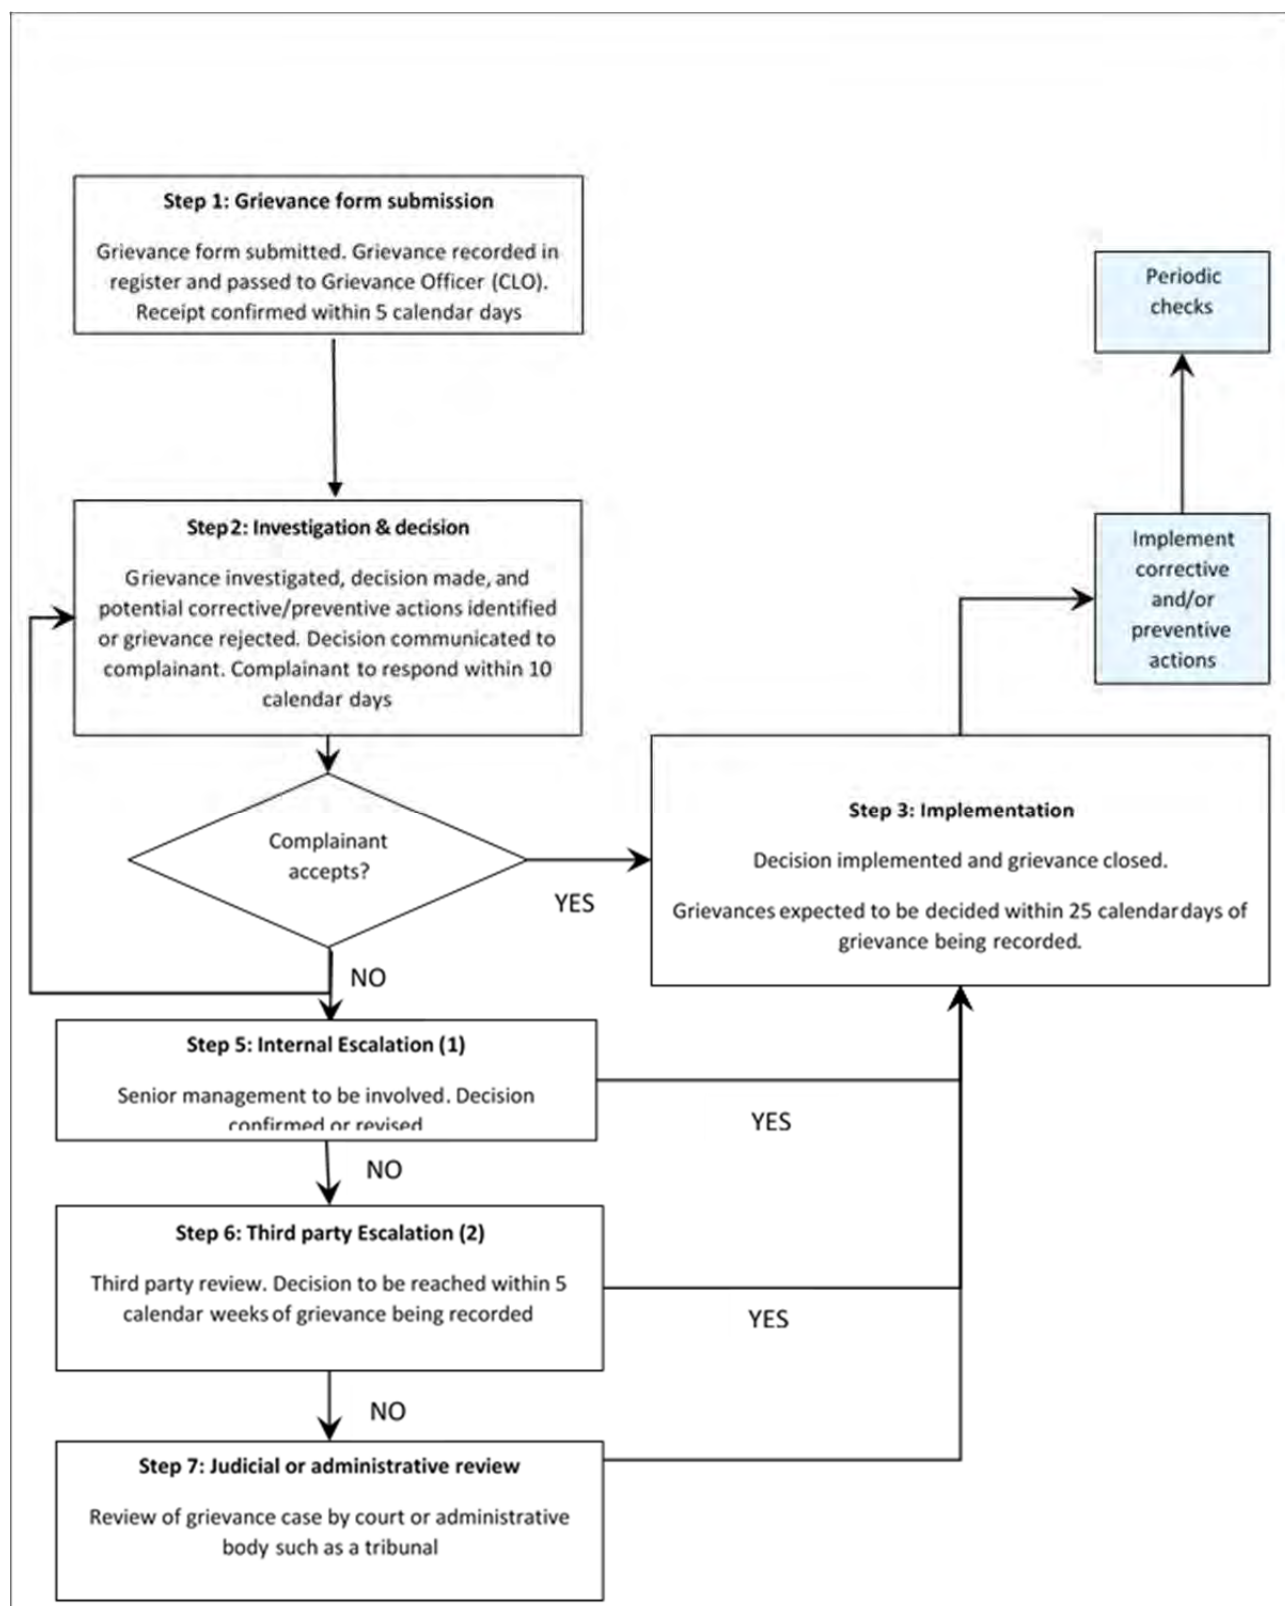 Step 1: Grievance form submission
Grievance form submitted. Grievance recorded in
register and passed to Grievance Officer (CLO).
Receipt confirmed within 5 calendar days
Periodic
checks
Step2: Investigation & decision
Grievance investigated, decision made, and
potential corrective/preventive actions identified
or grievance rejected. Decision communicated to
complainant. Complainant to respond within 10
calendar days
Implement
corrective
and/or
preventive
actions
Complainant
accepts?
YES
NO
Step 3: Implementation
Decision implemented and grievance closed.
Grievances expected to be decided within 25 calendardays of
grievance being recorded.
Step 5: Internal Escalation (1)
Senior management to be involved. Decision
confirmed or revised
YES
NO
Step 6: Third party Escalation (2)
Third party review. Decision to be reached within 5
calendar weeks of grievance being recorded
YES
NO
Step 7: Judicial or administrative review
Review of grievance case by court or administrative
body such as a tribunal